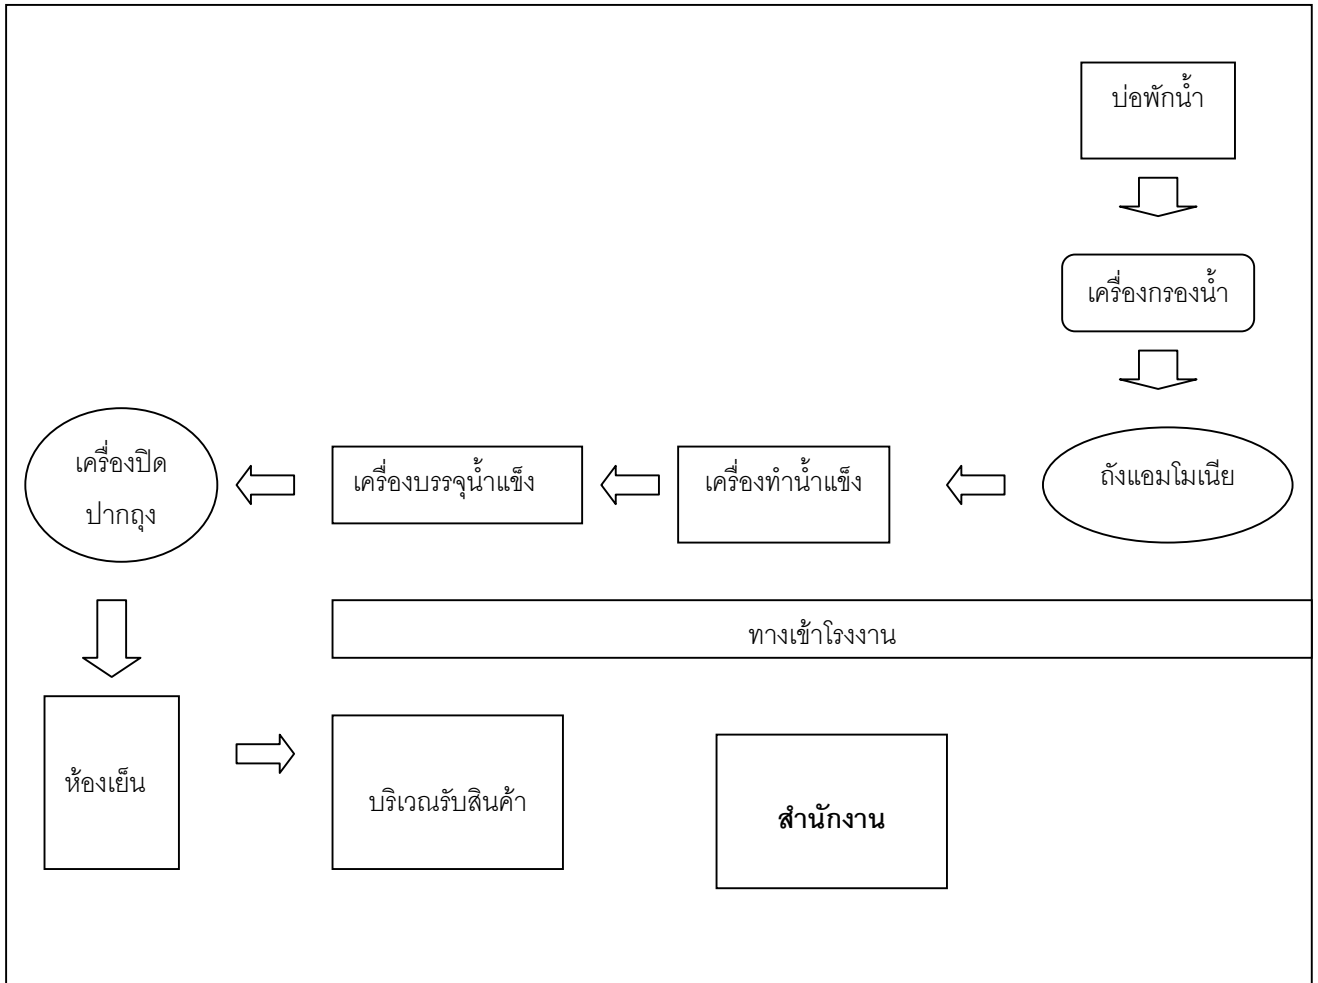 บ่อพักน้ำ
เครื่องกรองน้ำ
ถังแอมโมเนีย
เครื่องทำน้ำแข็ง
เครื่องบรรจุน้ำแข็ง
เครื่องปิด
ปากถุง
ทางเข้าโรงงาน
ห้องเย็น
บริเวณรับสินค้า
สำนักงาน